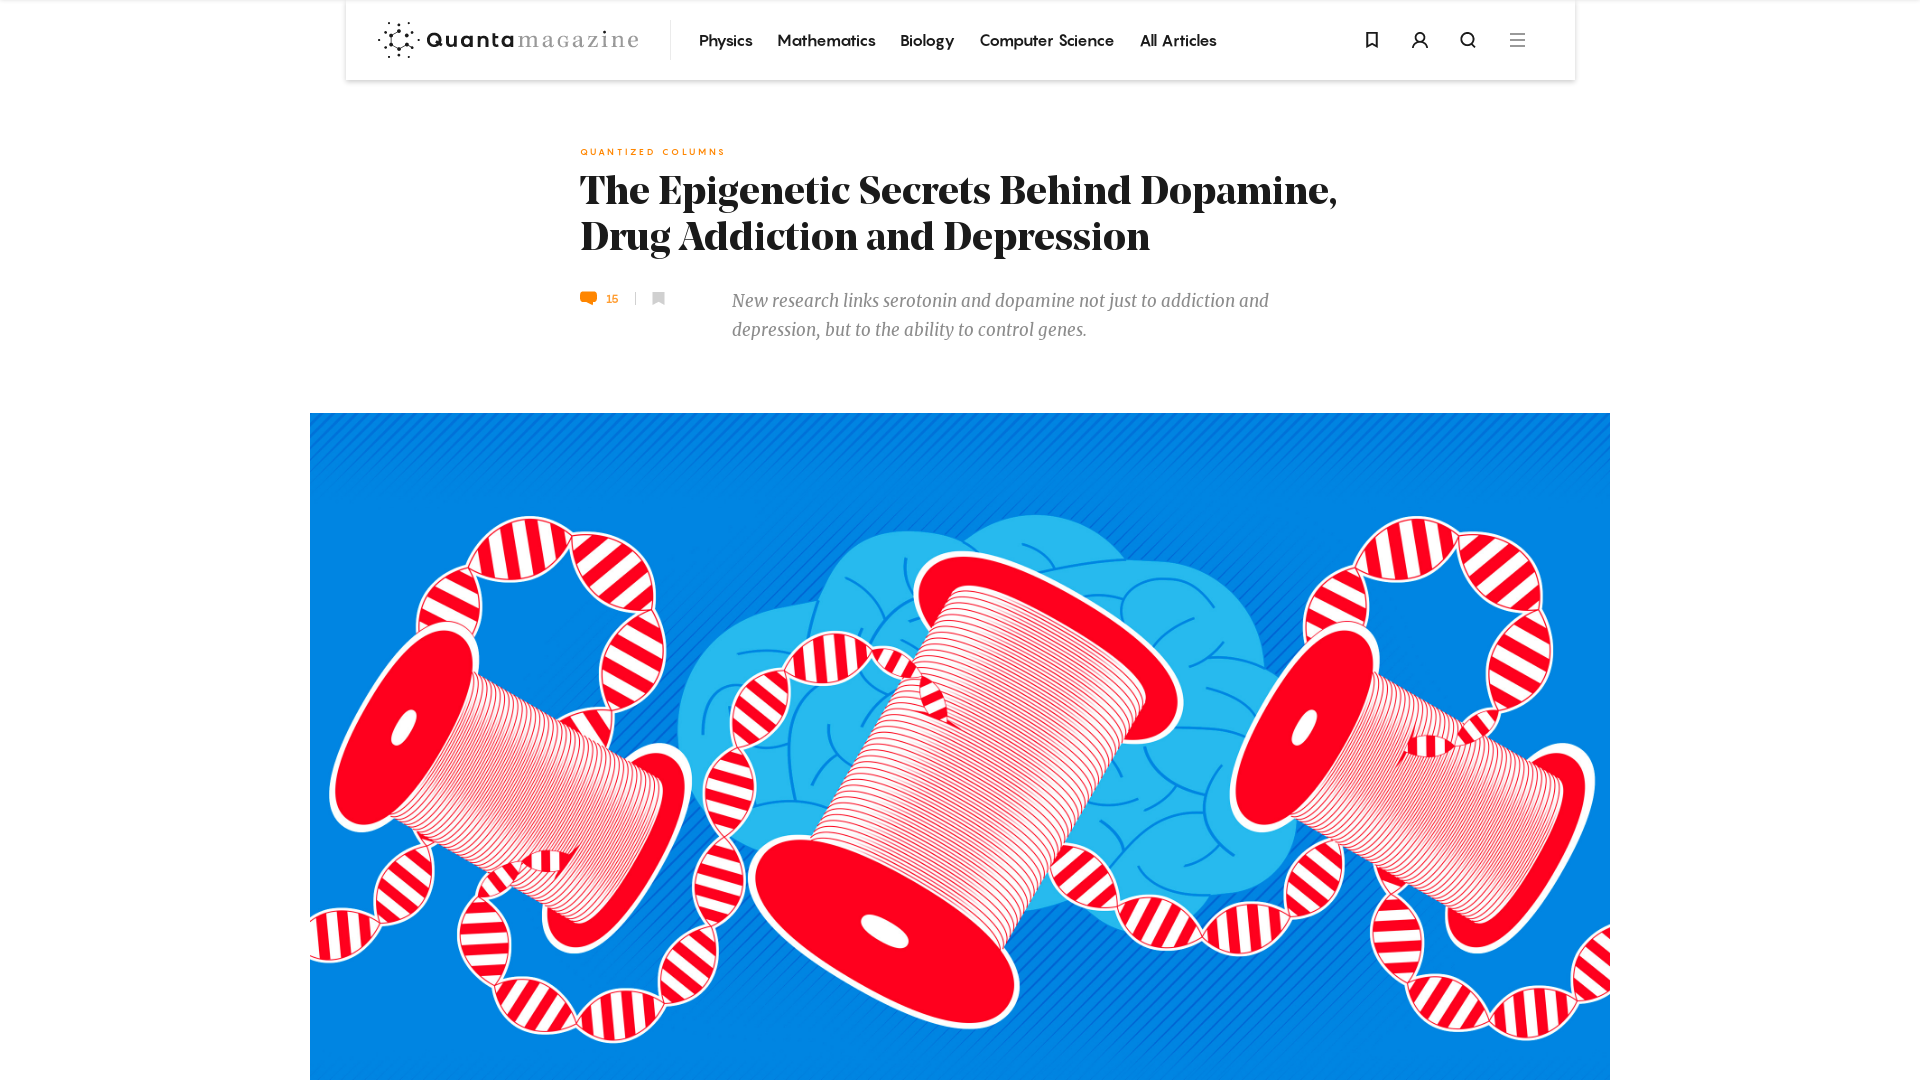 Quantamagazine
Physics Mathematics Biology Computer Science All Articles
QUANTIZED COLUMNS
The Epigenetic Secrets Behind Dopamine,
Drug Addiction and Depression
15
New research links serotonin and dopamine not just to addiction and
depression, but to the ability to control genes.